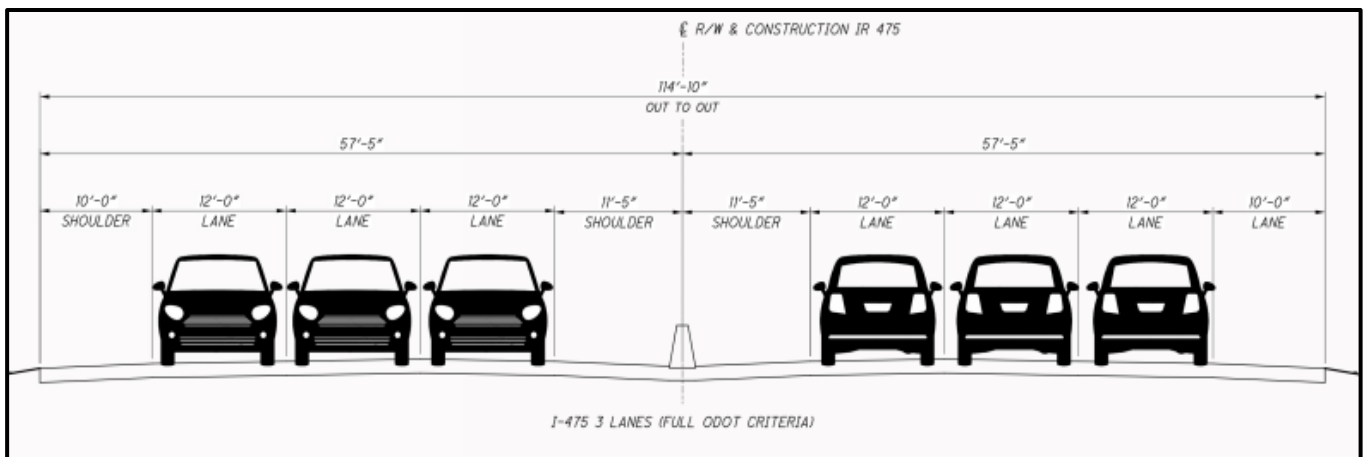 ℄ R/W & CONSTRUCTION IR 475
114'-10"
OUT TO OUT
57'-5"
57'-5"
10'-0"
SHOULDER
12'-0"
LANE
12'-0"
LANE
12'-0"
LANE
11'-5"
SHOULDER
11'-5"
SHOULDER
12'-0"
LANE
12'-0"
LANE
12'-0"
LANE
10'-0"
LANE
I-475 3 LANES (FULL ODOT CRITERIA)